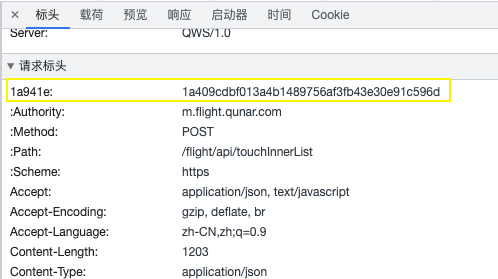 × 标头 载荷 预览 响应 启动器 时间 Cookie
Server: QWS/1.0
▼ 请求标头
1a941e: 1a409cdbf013a4b1489756af3fb43e30e91c596d
:Authority: m.flight.qunar.com
:Method: POST
:Path: /flight/api/touchInnerList
:Scheme: https
Accept: application/json, text/javascript
Accept-Encoding: gzip, deflate, br
Accept-Language: zh-CN,zh;q=0.9
Content-Length: 1203
Content-Type: application/json